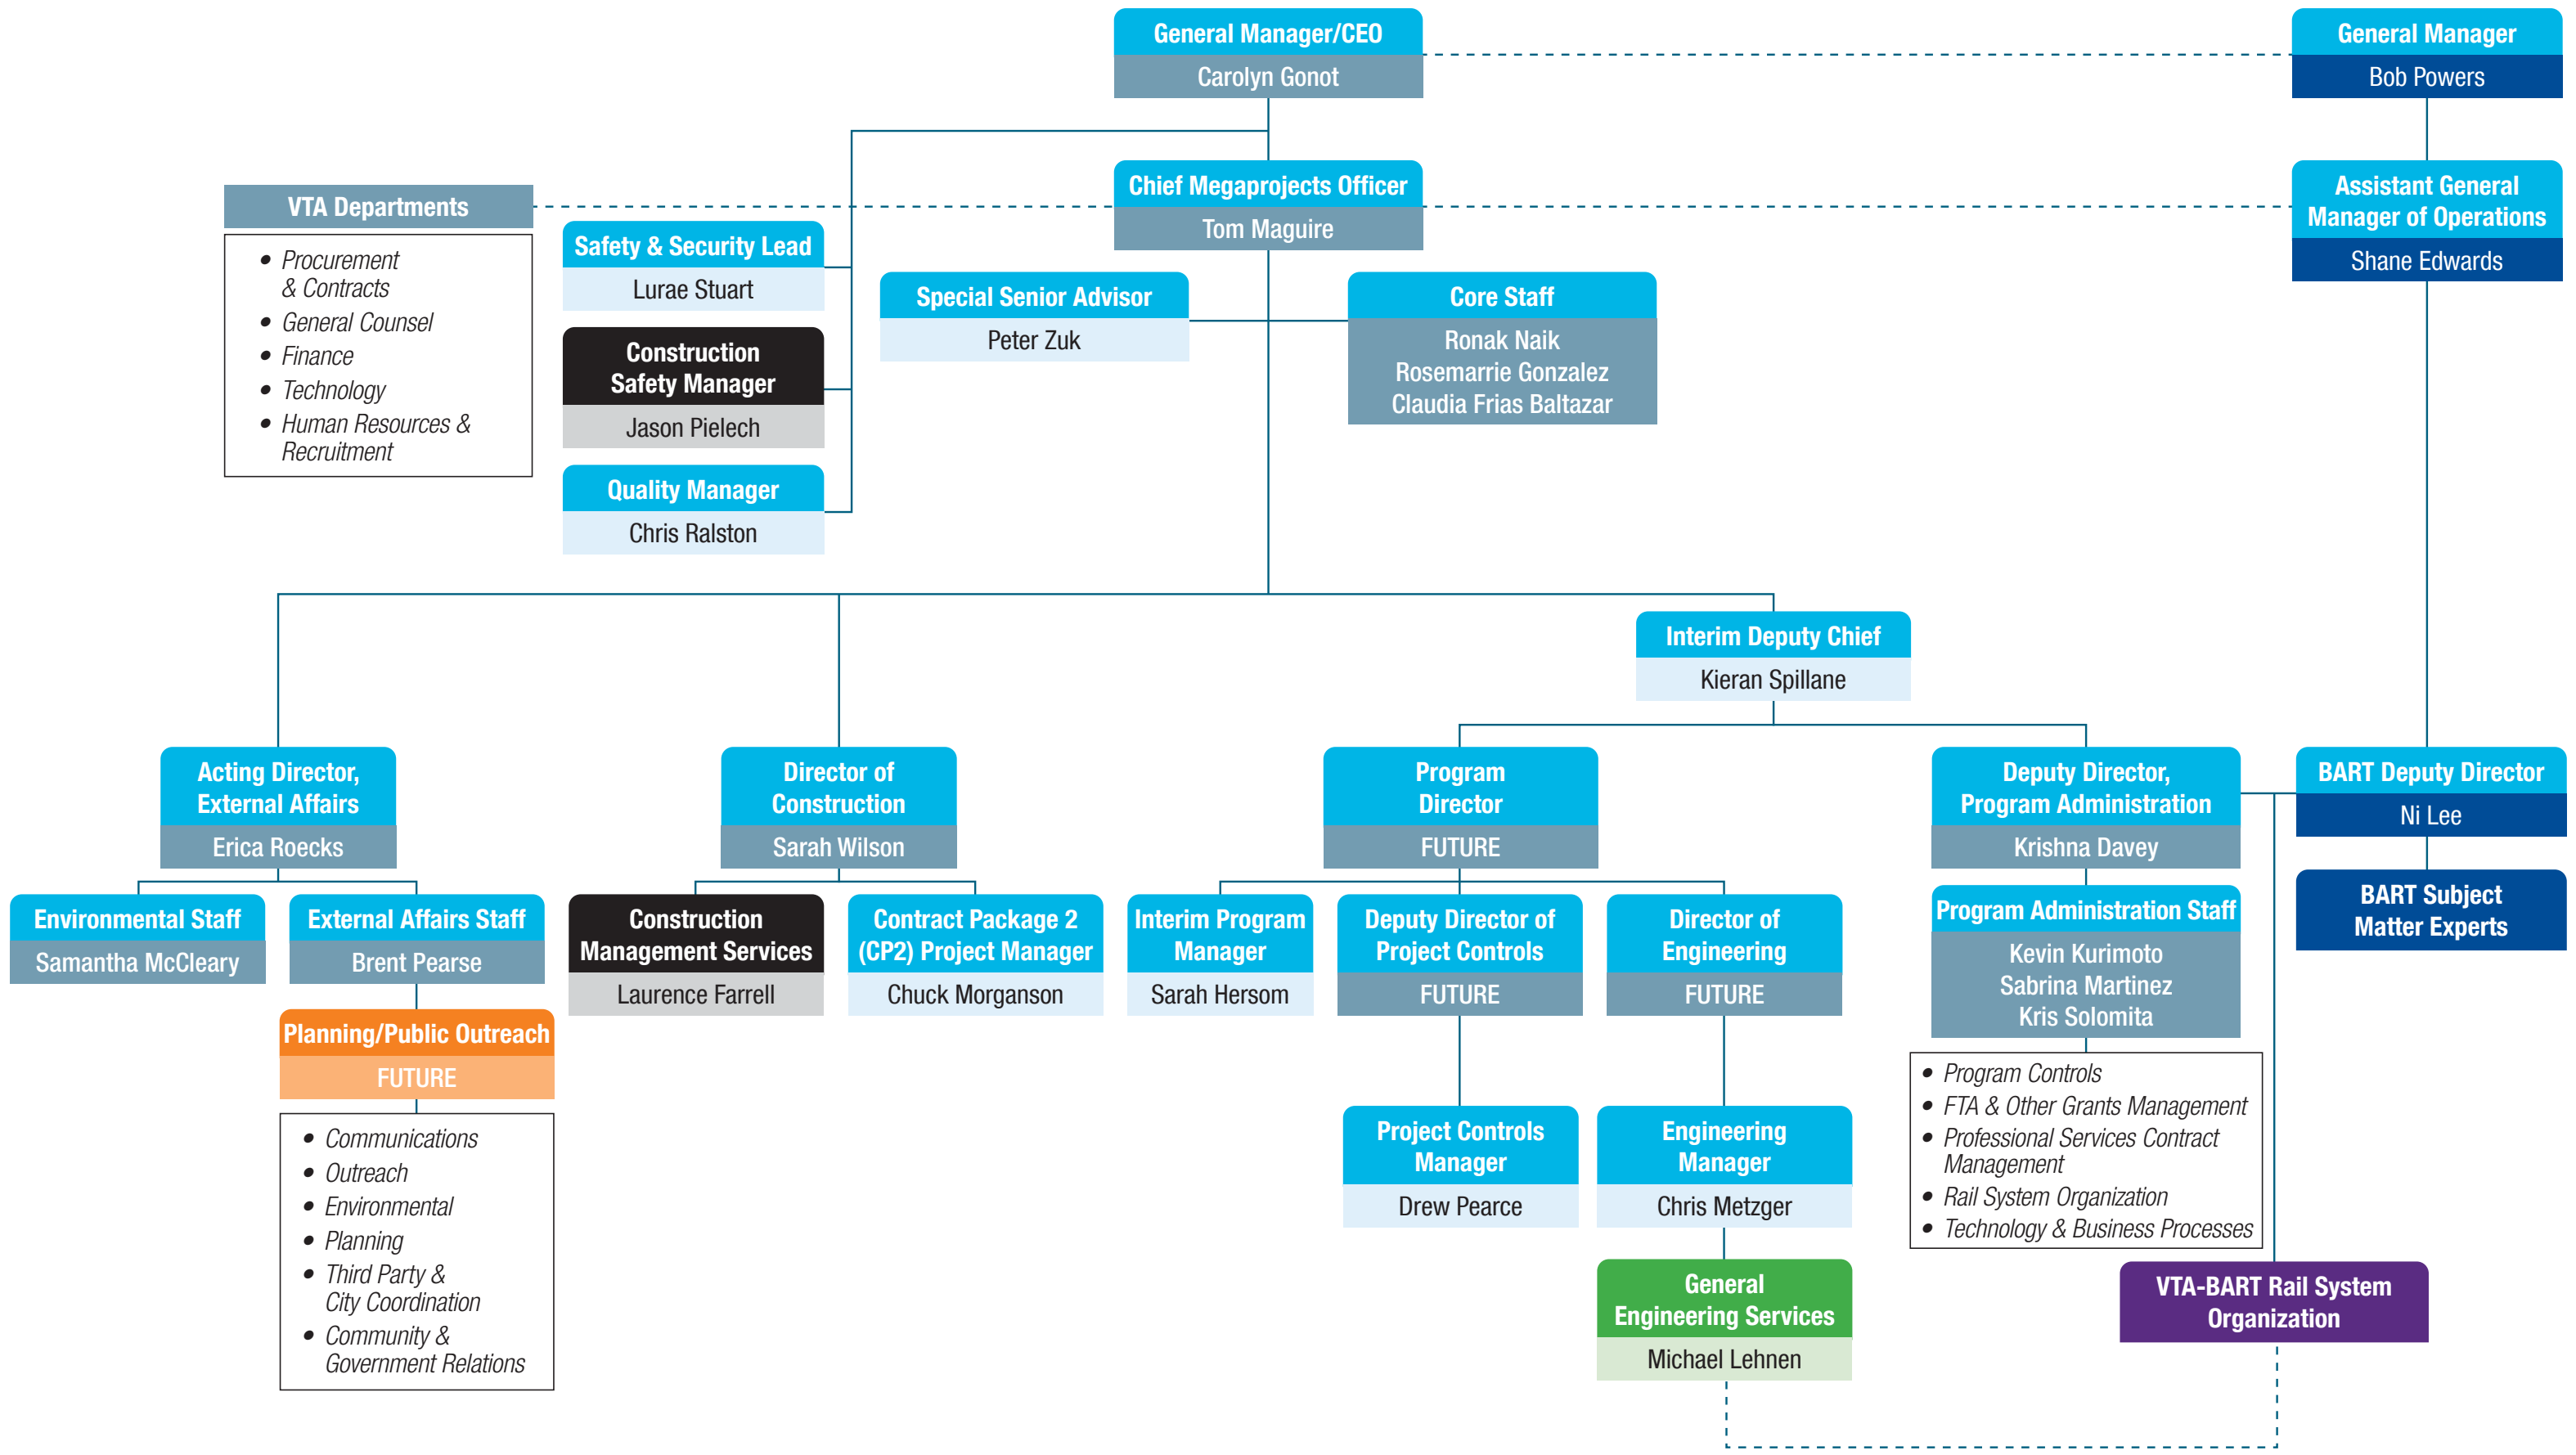 General Manager/CEO
Carolyn Gonot
General Manager
Bob Powers
Chief Megaprojects Officer
Tom Maguire
Assistant General
Manager of Operations
Shane Edwards
VTA Departments
• Procurement
& Contracts
• General Counsel
• Finance
• Technology
• Human Resources &
Recruitment
Safety & Security Lead
Lurae Stuart
Construction
Safety Manager
Jason Pielech
Quality Manager
Chris Ralston
Special Senior Advisor
Peter Zuk
Core Staff
Ronak Naik
Rosemarrie Gonzalez
Claudia Frias Baltazar
Interim Deputy Chief
Kieran Spillane
Acting Director,
External Affairs
Erica Roecks
Director of
Construction
Sarah Wilson
Program
Director
FUTURE
Deputy Director,
Program Administration
Krishna Davey
BART Deputy Director
Ni Lee
Environmental Staff
Samantha McCleary
External Affairs Staff
Brent Pearse
Construction
Management Services
Laurence Farrell
Contract Package 2
(CP2) Project Manager
Chuck Morganson
Interim Program
Manager
Sarah Hersom
Deputy Director of
Project Controls
FUTURE
Director of
Engineering
FUTURE
Program Administration Staff
Kevin Kurimoto
Sabrina Martinez
Kris Solomita
BART Subject
Matter Experts
Planning/Public Outreach
FUTURE
• Communications
• Outreach
• Environmental
• Planning
• Third Party &
City Coordination
• Community &
Government Relations
Project Controls
Manager
Drew Pearce
Engineering
Manager
Chris Metzger
General
Engineering Services
Michael Lehnen
• Program Controls
• FTA & Other Grants Management
• Professional Services Contract
Management
• Rail System Organization
• Technology & Business Processes
VTA-BART Rail System
Organization